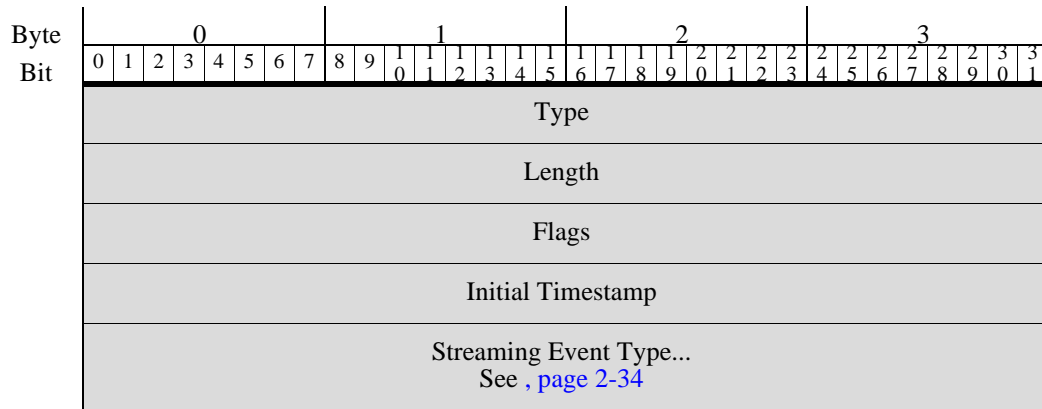 Byte 0 1 2 3
Bit 0 1 2 3 4 5 6 7 8 9 10 11 12 13 14 15 16 17 18 19 20 21 22 23 24 25 26 27 28 29 30 31
Type
Length
Flags
Initial Timestamp
Streaming Event Type...
See , page 2-34